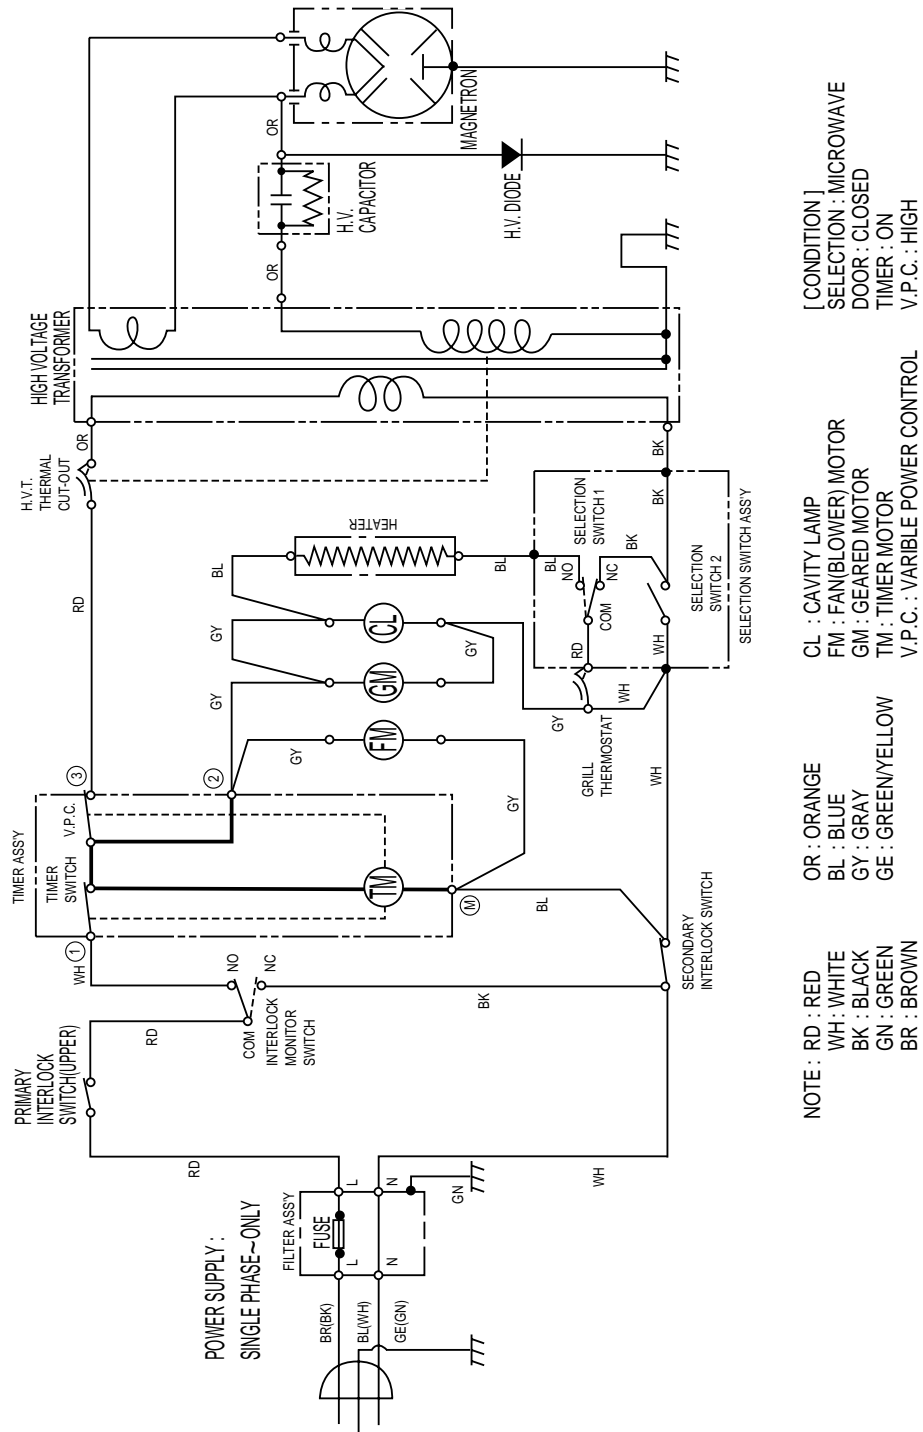 POWER SUPPLY :
SINGLE PHASE~ONLY
BR(BK)
BL(WH)
GE(GN)
FILTER ASS'Y
FUSE
L
N
L
N
GN
RD
WH
PRIMARY
INTERLOCK
SWITCH(UPPER)
RD
COM
NO
NC
INTERLOCK
MONITOR
SWITCH
WH
BK
SECONDARY
INTERLOCK SWITCH
TIMER ASS'Y
1
TIMER
SWITCH
V.P.C.
3
2
TM
M
BL
GY
GY
FM
GY
GM
GY
CL
GY
BL
HEATER
BL
RD
H.V.T.
THERMAL
CUT-OUT
OR
WH
GRILL
THERMOSTAT
GY
WH
RD
COM
NO
NC
BL
SELECTION
SWITCH 1
BK
WH
SELECTION
SWITCH 2
BK
SELECTION SWITCH ASS'Y
BK
HIGH VOLTAGE
TRANSFORMER
OR
H.V.
CAPACITOR
OR
H.V. DIODE
MAGNETRON
NOTE : RD : RED
WH : WHITE
BK : BLACK
GN : GREEN
BR : BROWN
OR : ORANGE
BL : BLUE
GY : GRAY
GE : GREEN/YELLOW
CL : CAVITY LAMP
FM : FAN(BLOWER) MOTOR
GM : GEARED MOTOR
TM : TIMER MOTOR
V.P.C. : VARIBLE POWER CONTROL
[ CONDITION ]
SELECTION : MICROWAVE
DOOR : CLOSED
TIMER : ON
V.P.C. : HIGH